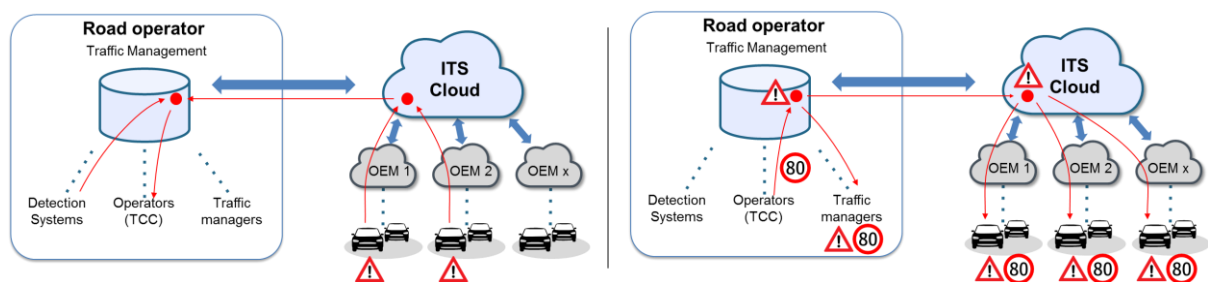 Road operator
Traffic Management
ITS
Cloud
OEM 1
OEM 2
OEM x
Detection
Systems
Operators
(TCC)
Traffic
managers
!
!
Road operator
Traffic Management
!
!
ITS
Cloud
80
OEM 1
OEM 2
OEM x
Detection
Systems
Operators
(TCC)
Traffic
managers
! 80
! 80
! 80
! 80